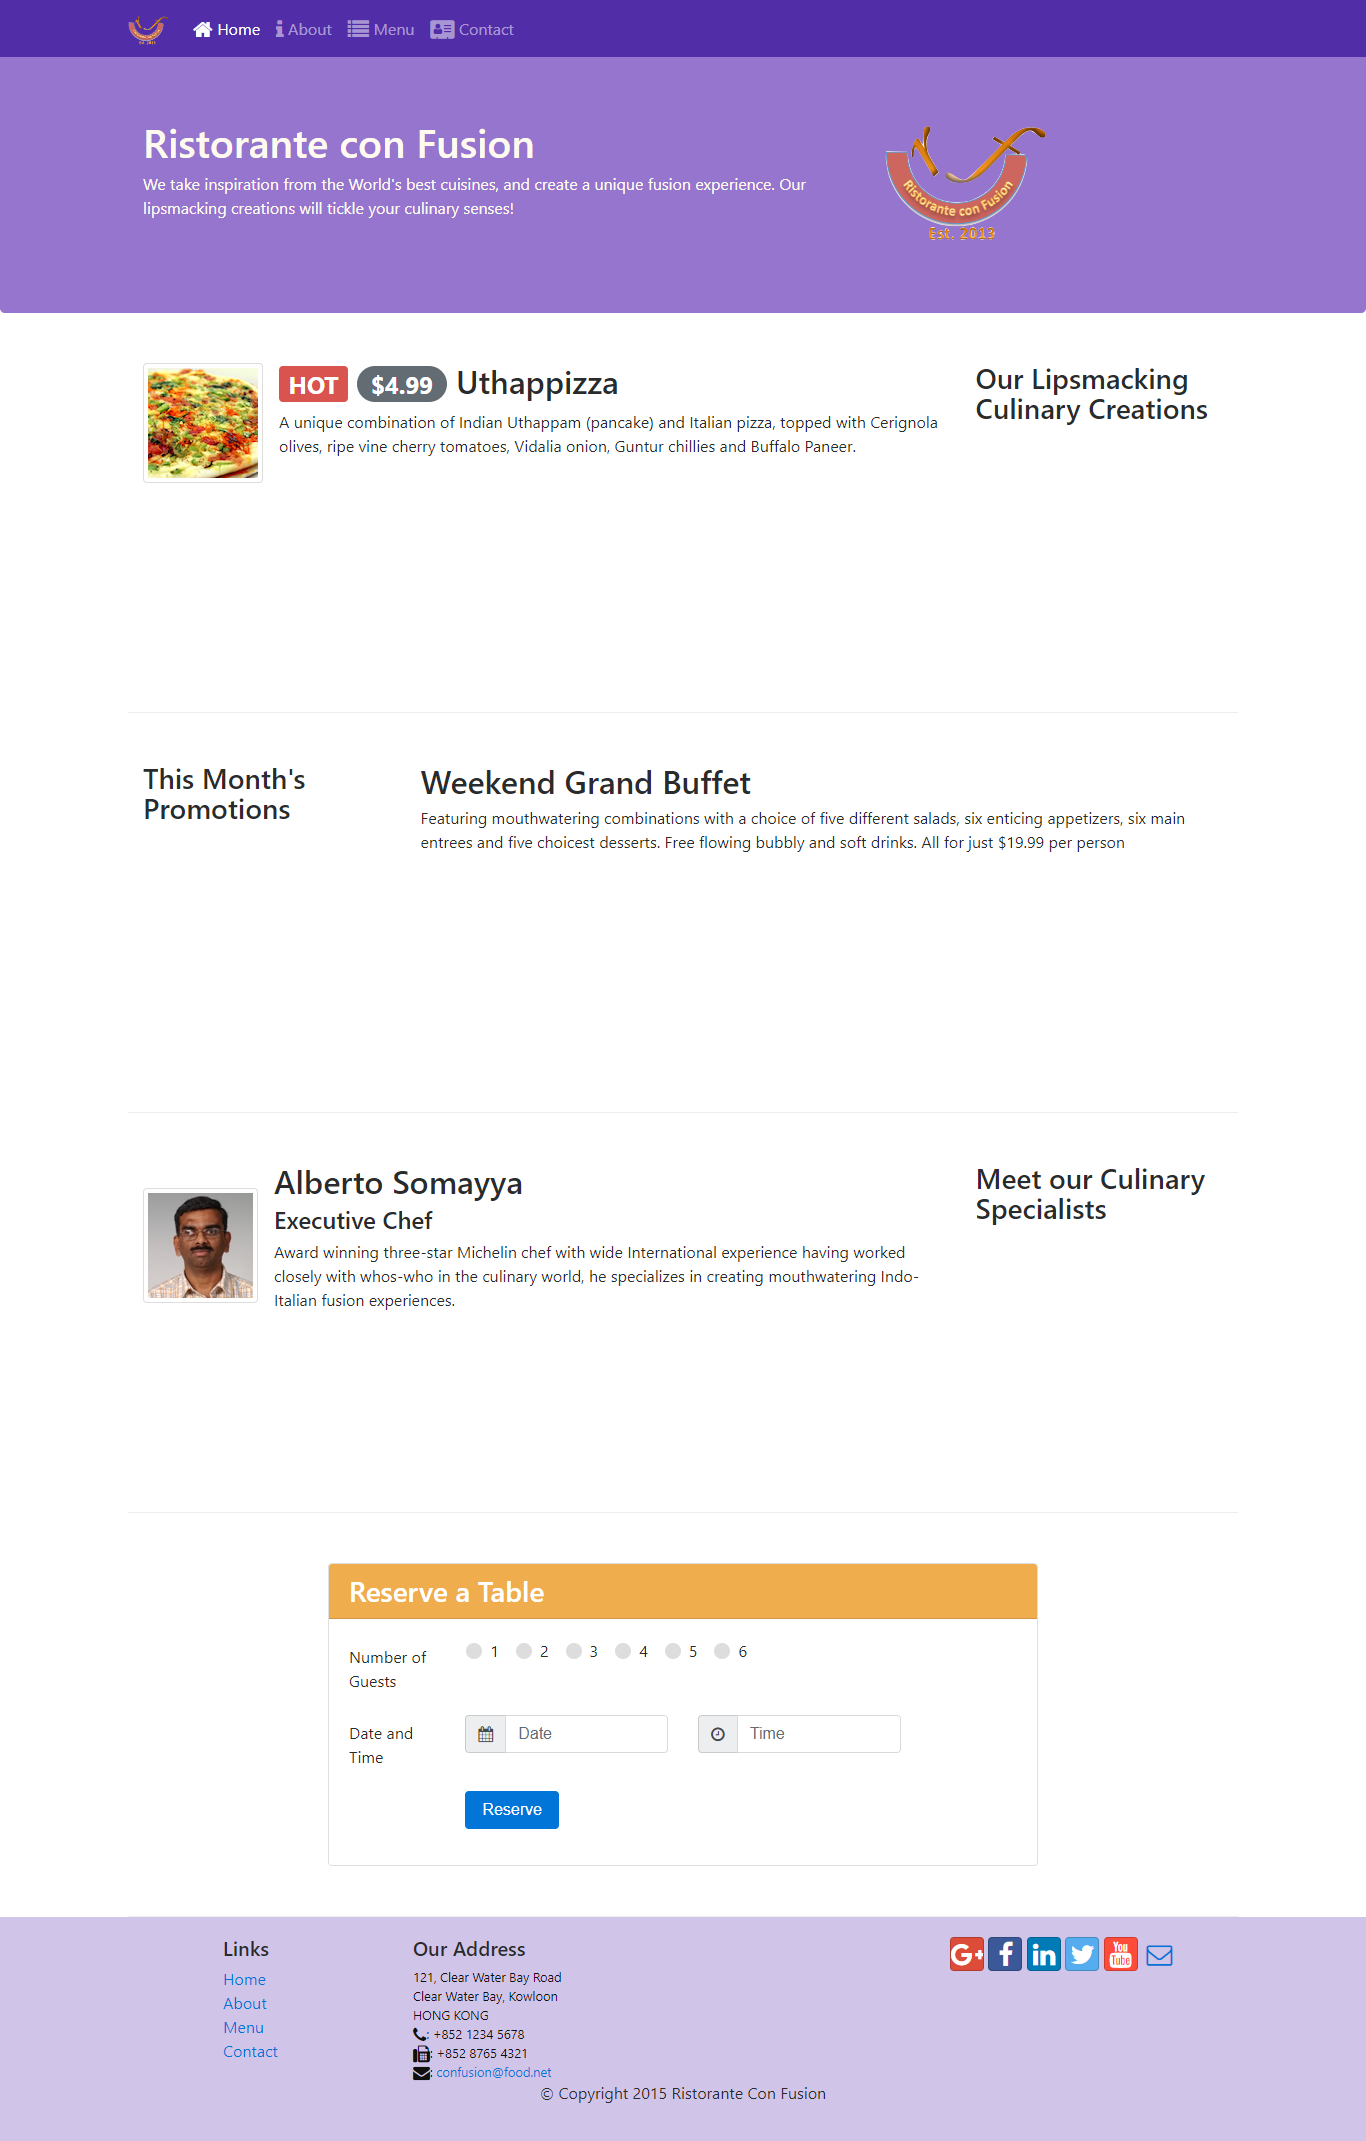 Home About Menu Contact
Ristorante con Fusion
We take inspiration from the World's best cuisines, and create a unique fusion experience. Our
lipsmacking creations will tickle your culinary senses!
Ristorante con Fusion
Est. 2013
HOT $4.99 Uthappizza
A unique combination of Indian Uthappam (pancake) and Italian pizza, topped with Cerignola
olives, ripe vine cherry tomatoes, Vidalia onion, Guntur chillies and Buffalo Paneer.
Our Lipsmacking
Culinary Creations
This Month's
Promotions
Weekend Grand Buffet
Featuring mouthwatering combinations with a choice of five different salads, six enticing appetizers, six main
entrees and five choicest desserts. Free flowing bubbly and soft drinks. All for just $19.99 per person
Alberto Somayya
Executive Chef
Award winning three-star Michelin chef with wide International experience having worked
closely with whos-who in the culinary world, he specializes in creating mouthwatering Indo-
Italian fusion experiences.
Meet our Culinary
Specialists
Reserve a Table
Number of
Guests
1 2 3 4 5 6
Date and
Time
Date
Time
Reserve
Links
Home
About
Menu
Contact
Our Address
121, Clear Water Bay Road
Clear Water Bay, Kowloon
HONG KONG
: +852 1234 5678
: +852 8765 4321
: confusion@food.net
G+ f in You Tube
© Copyright 2015 Ristorante Con Fusion